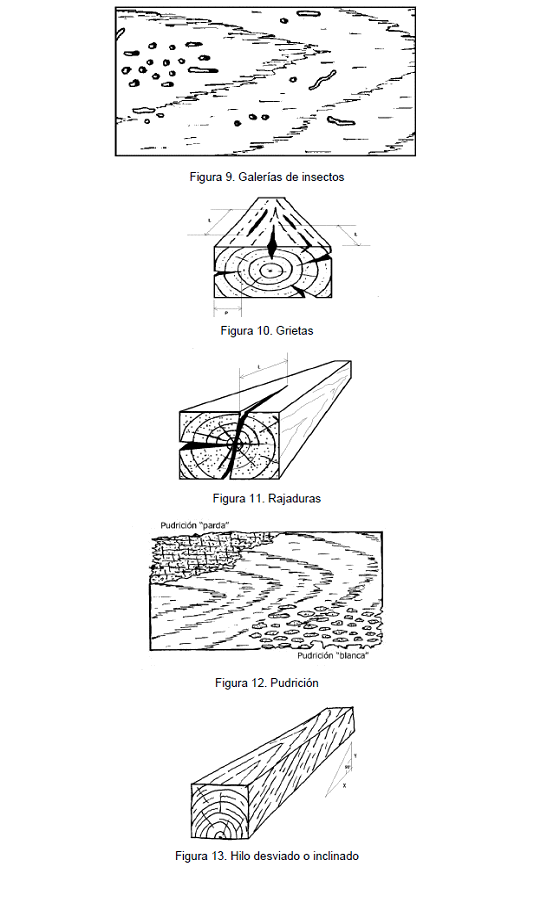 Figura 9. Galerías de insectos
L
L
P
Figura 10. Grietas
L
Figura 11. Rajaduras
Pudrición "parda"
Pudrición "blanca"
Figura 12. Pudrición
Y
X
Figura 13. Hilo desviado o inclinado